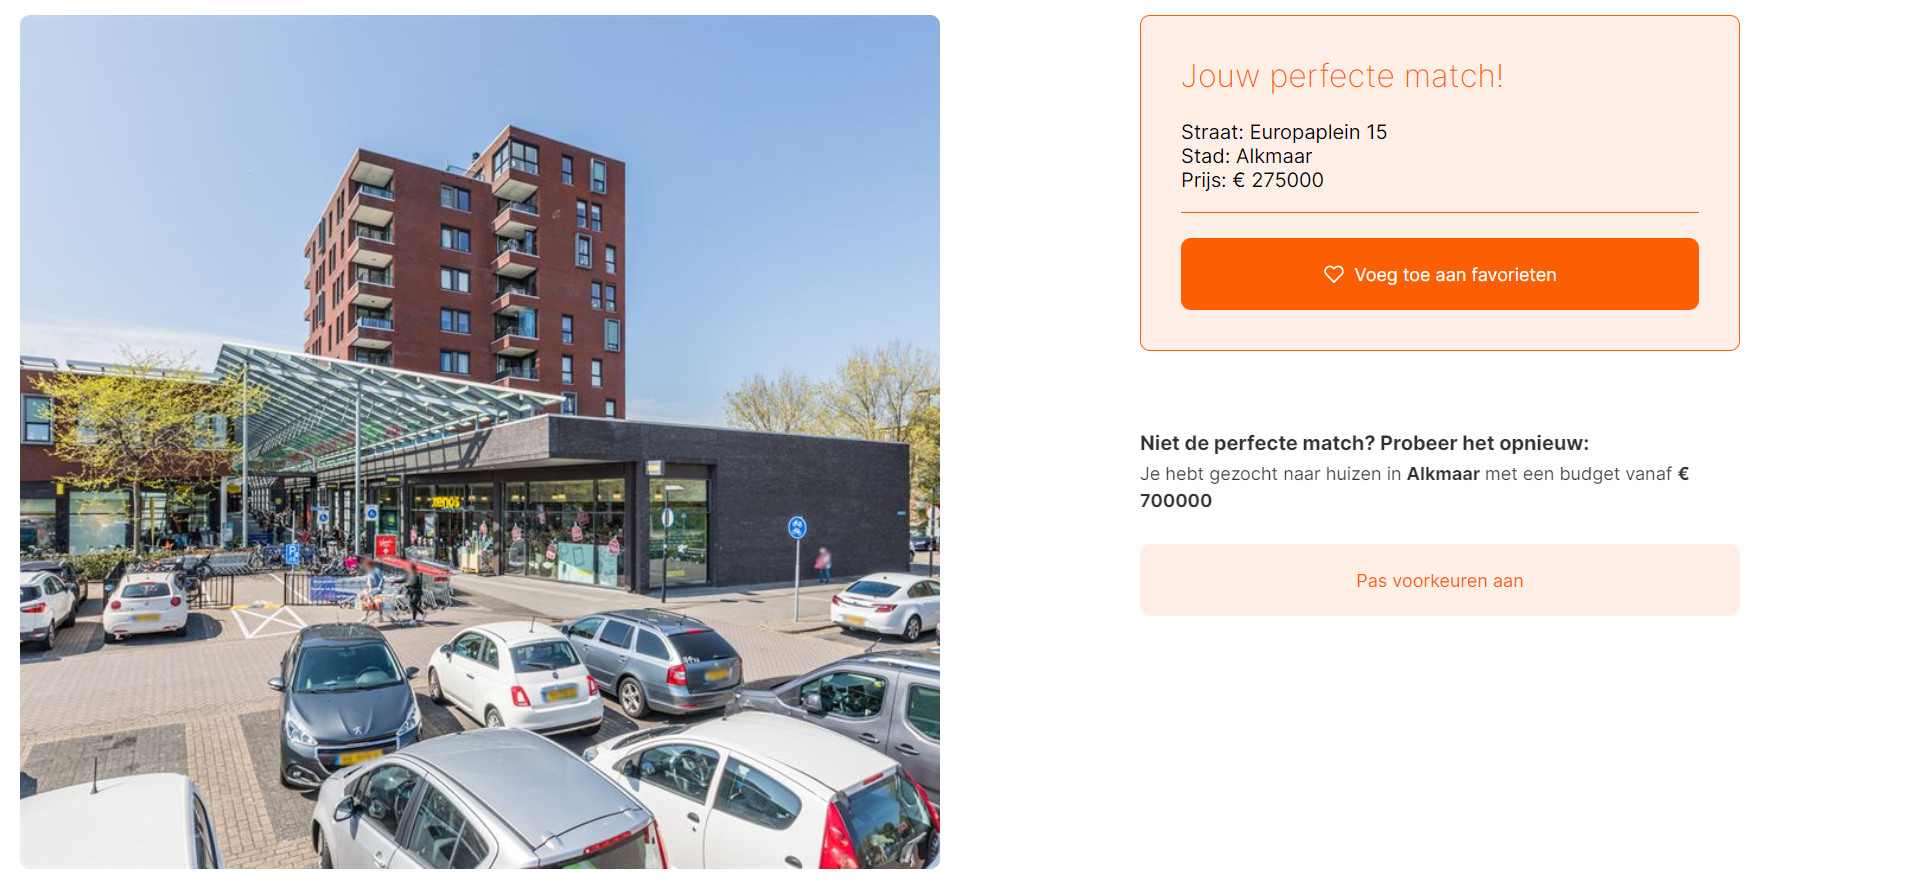 Jouw perfecte match!
Straat: Europaplein 15
Stad: Alkmaar
Prijs: € 275000
Voeg toe aan favorieten
Niet de perfecte match? Probeer het opnieuw:
Je hebt gezocht naar huizen in Alkmaar met een budget vanaf €
700000
Pas voorkeuren aan
xenos
P